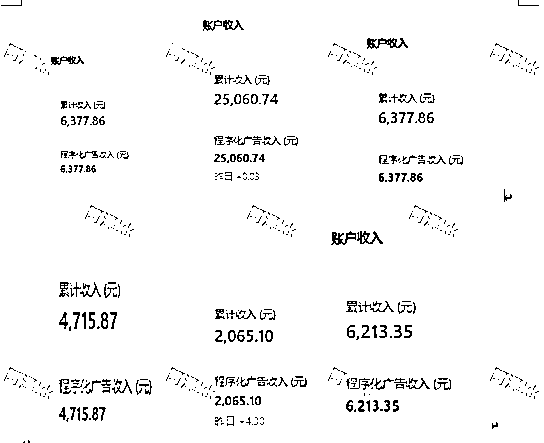 账户收入
账户收入
账户收入
累计收入 (元)
25,060.74
累计收入 (元)
6,377.86
累计收入 (元)
6,377.86
程序化广告收入 (元)
25,060.74
昨日 +0.03
程序化广告收入 (元)
6,377.86
程序化广告收入 (元)
6,377.86
账户收入
累计收入 (元)
4,715.87
累计收入 (元)
2,065.10
累计收入 (元)
6,213.35
程序化广告收入 (元)
4,715.87
程序化广告收入 (元)
2,065.10
昨日 +4.30
程序化广告收入 (元)
6,213.35